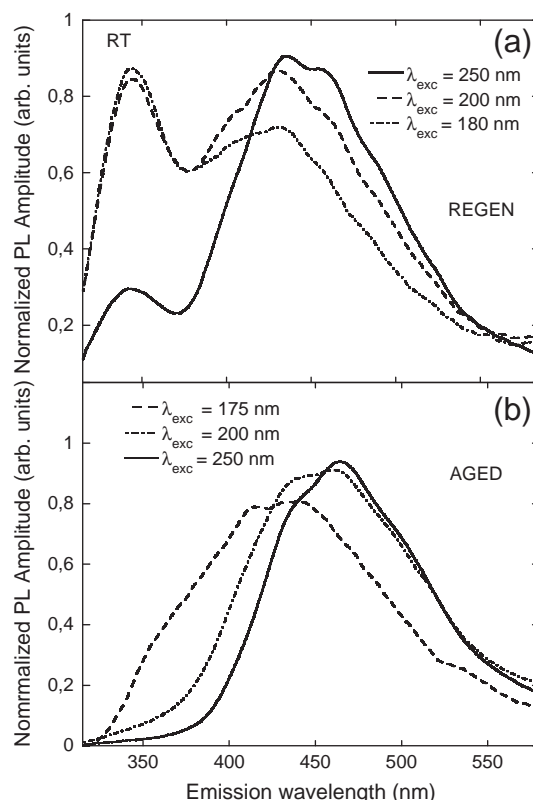 RT
(a)
λexc = 250 nm
λexc = 200 nm
λexc = 180 nm
REGEN
Normalized PL Amplitude (arb. units)
1
0,8
0,6
0,4
0,2
(b)
λexc = 175 nm
λexc = 200 nm
λexc = 250 nm
AGED
Nomrmalized PL Amplitude (arb. units)
1
0,8
0,6
0,4
0,2
0
350 400 450 500 550
Emission wavelength (nm)